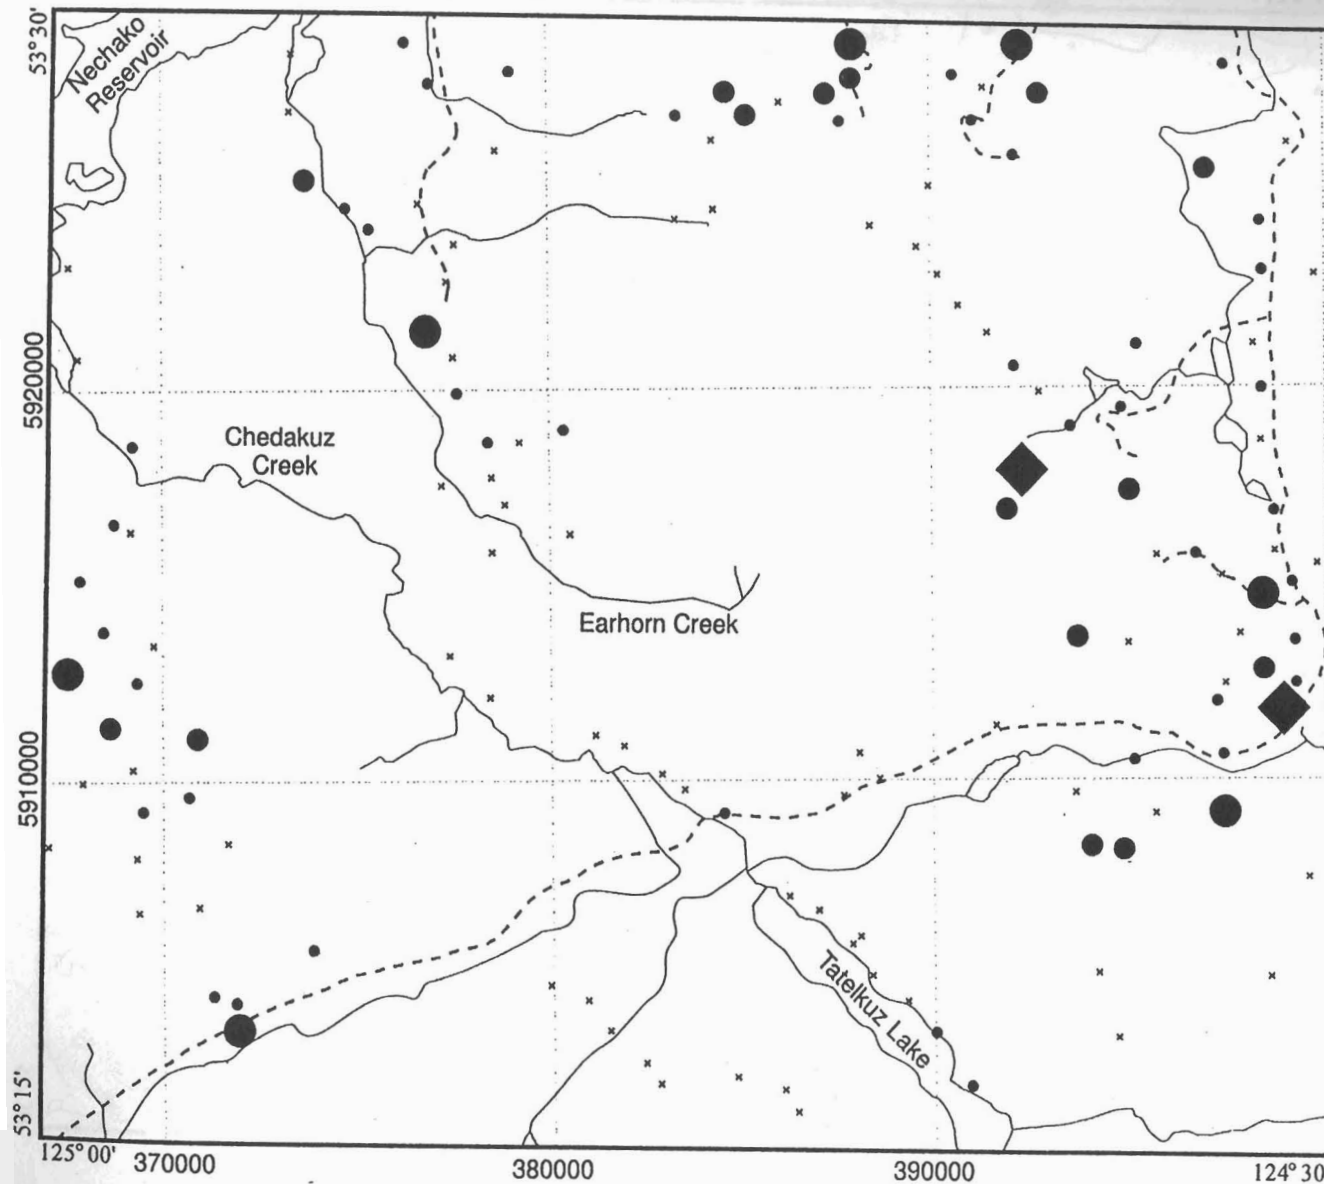 53° 30'
Nechako
Reservoir
5920000
Chedakuz
Creek
Earhorn Creek
5910000
Tatelkuz Lake
53° 15'
125° 00'
370000
380000
390000
124° 30